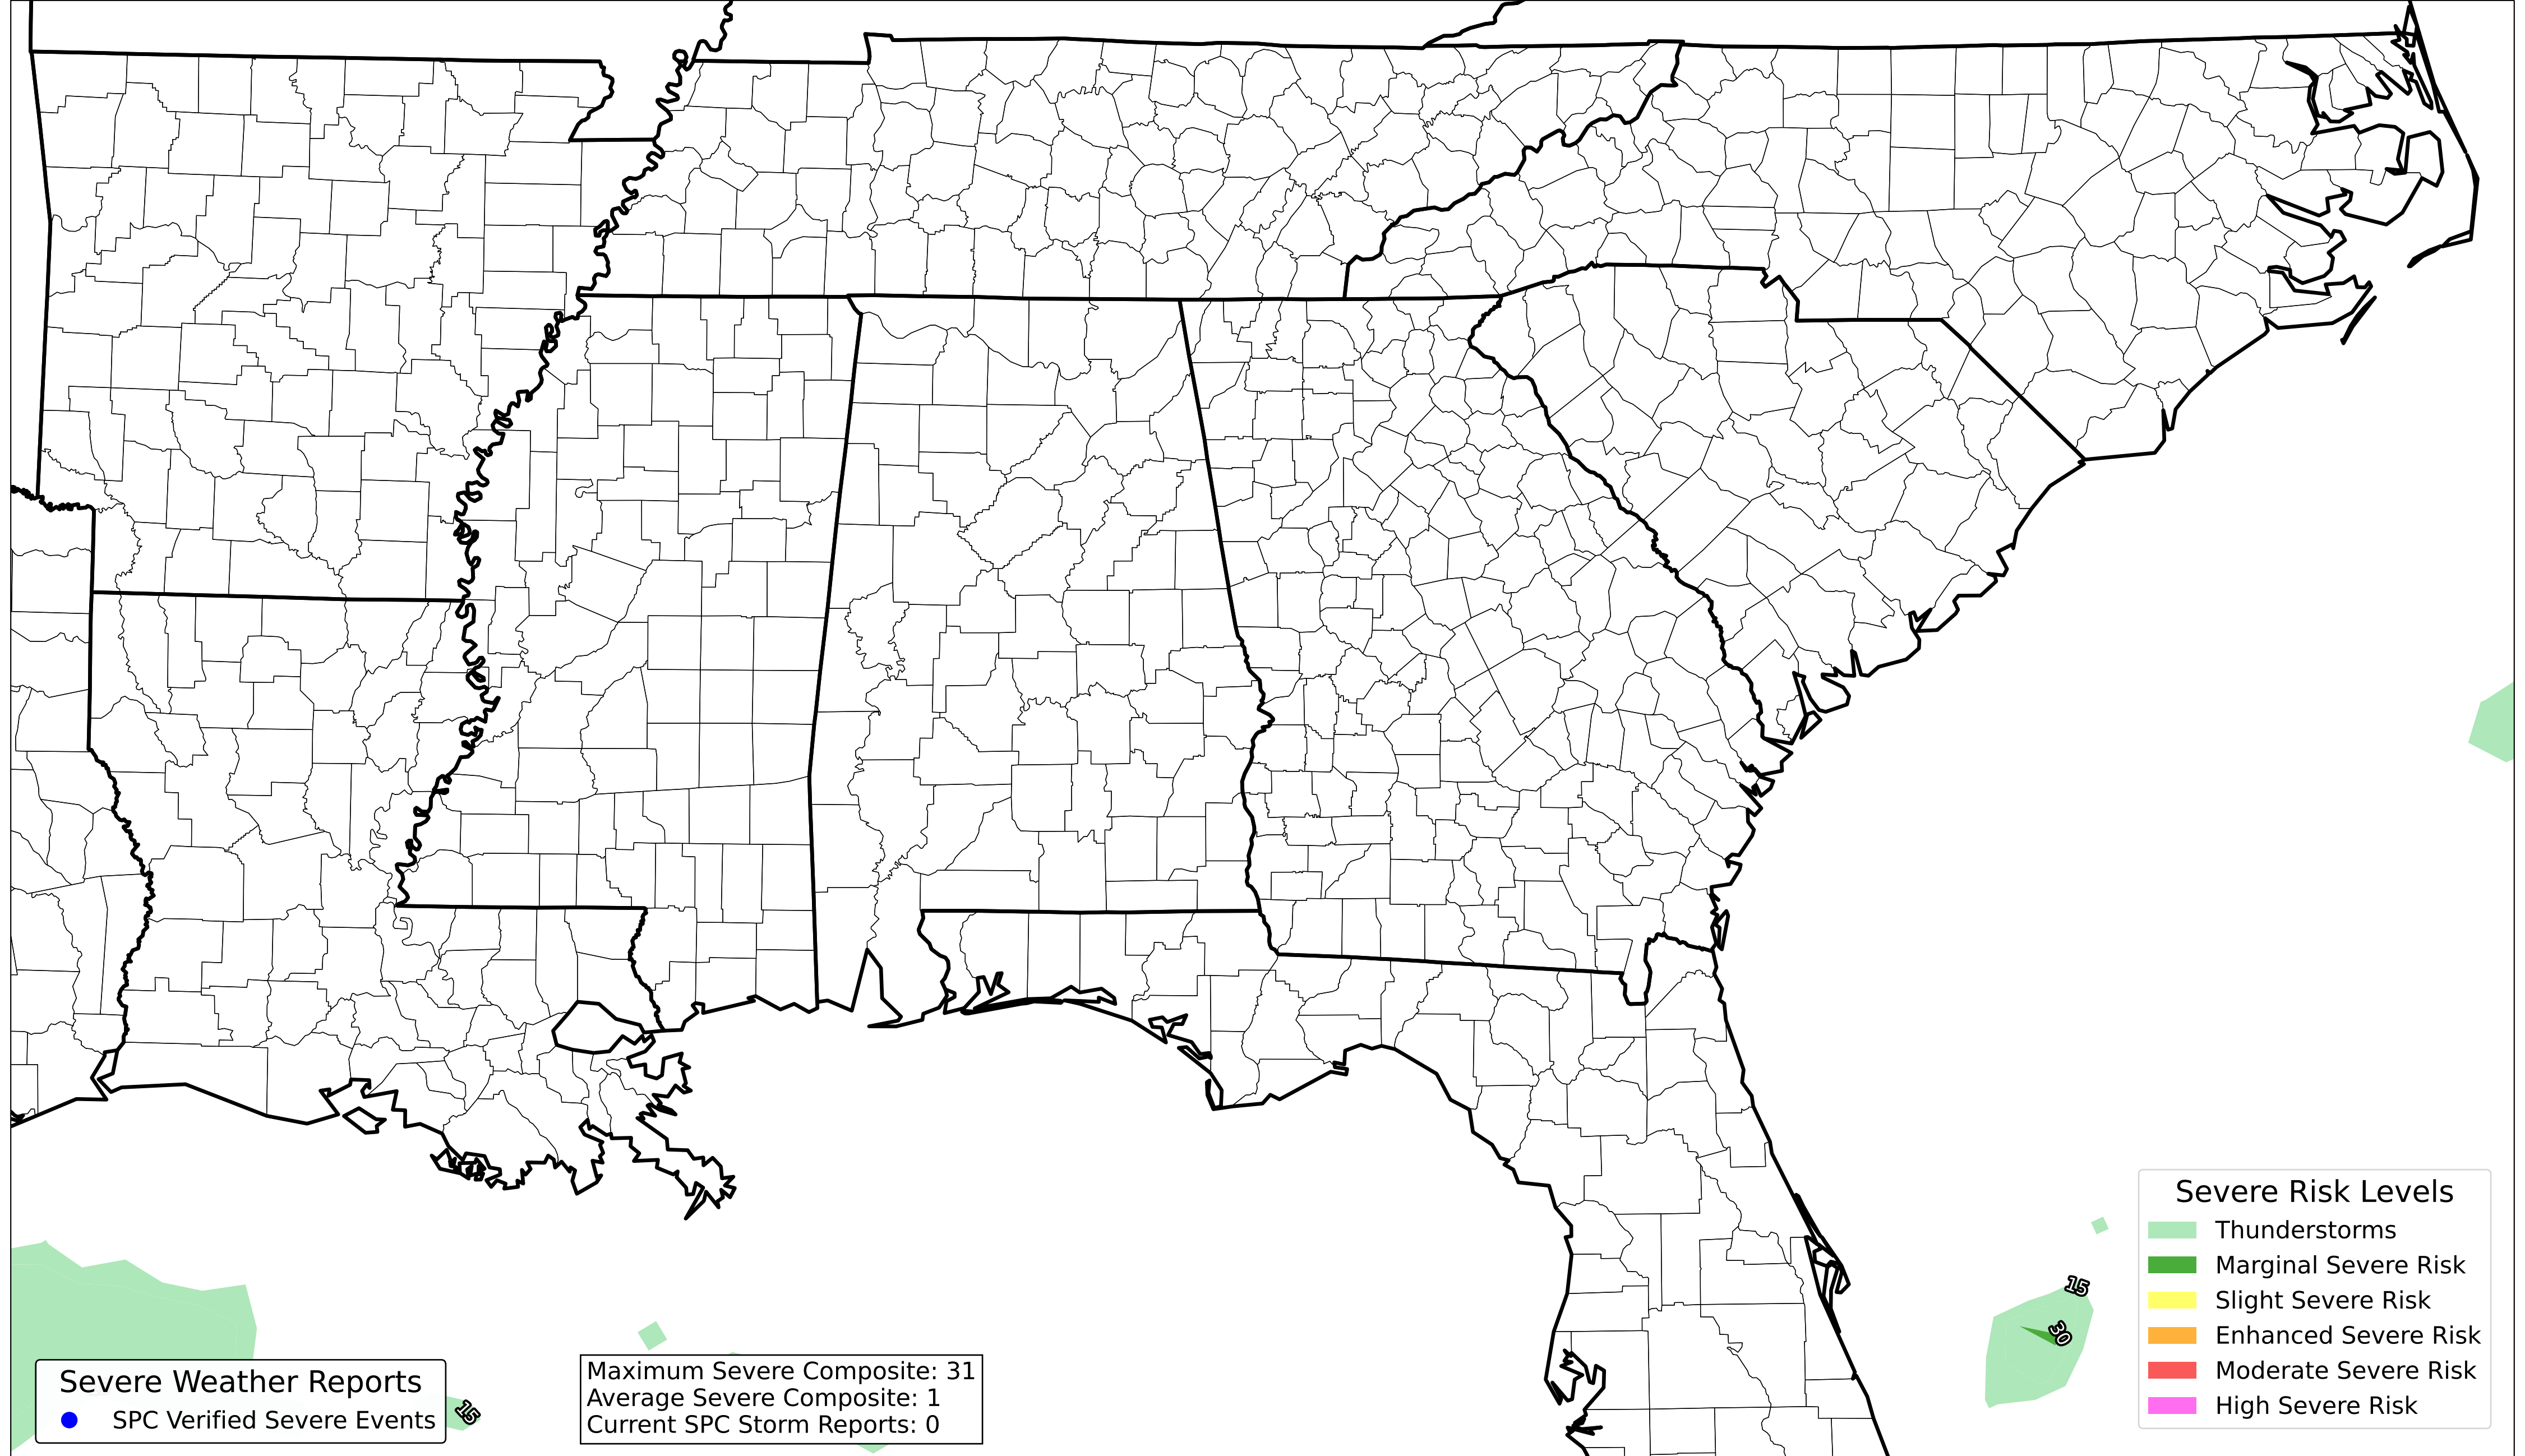 15
30
Severe Risk Levels
Thunderstorms
Marginal Severe Risk
Slight Severe Risk
Enhanced Severe Risk
Moderate Severe Risk
High Severe Risk
Severe Weather Reports
SPC Verified Severe Events
15
Maximum Severe Composite: 31
Average Severe Composite: 1
Current SPC Storm Reports: 0